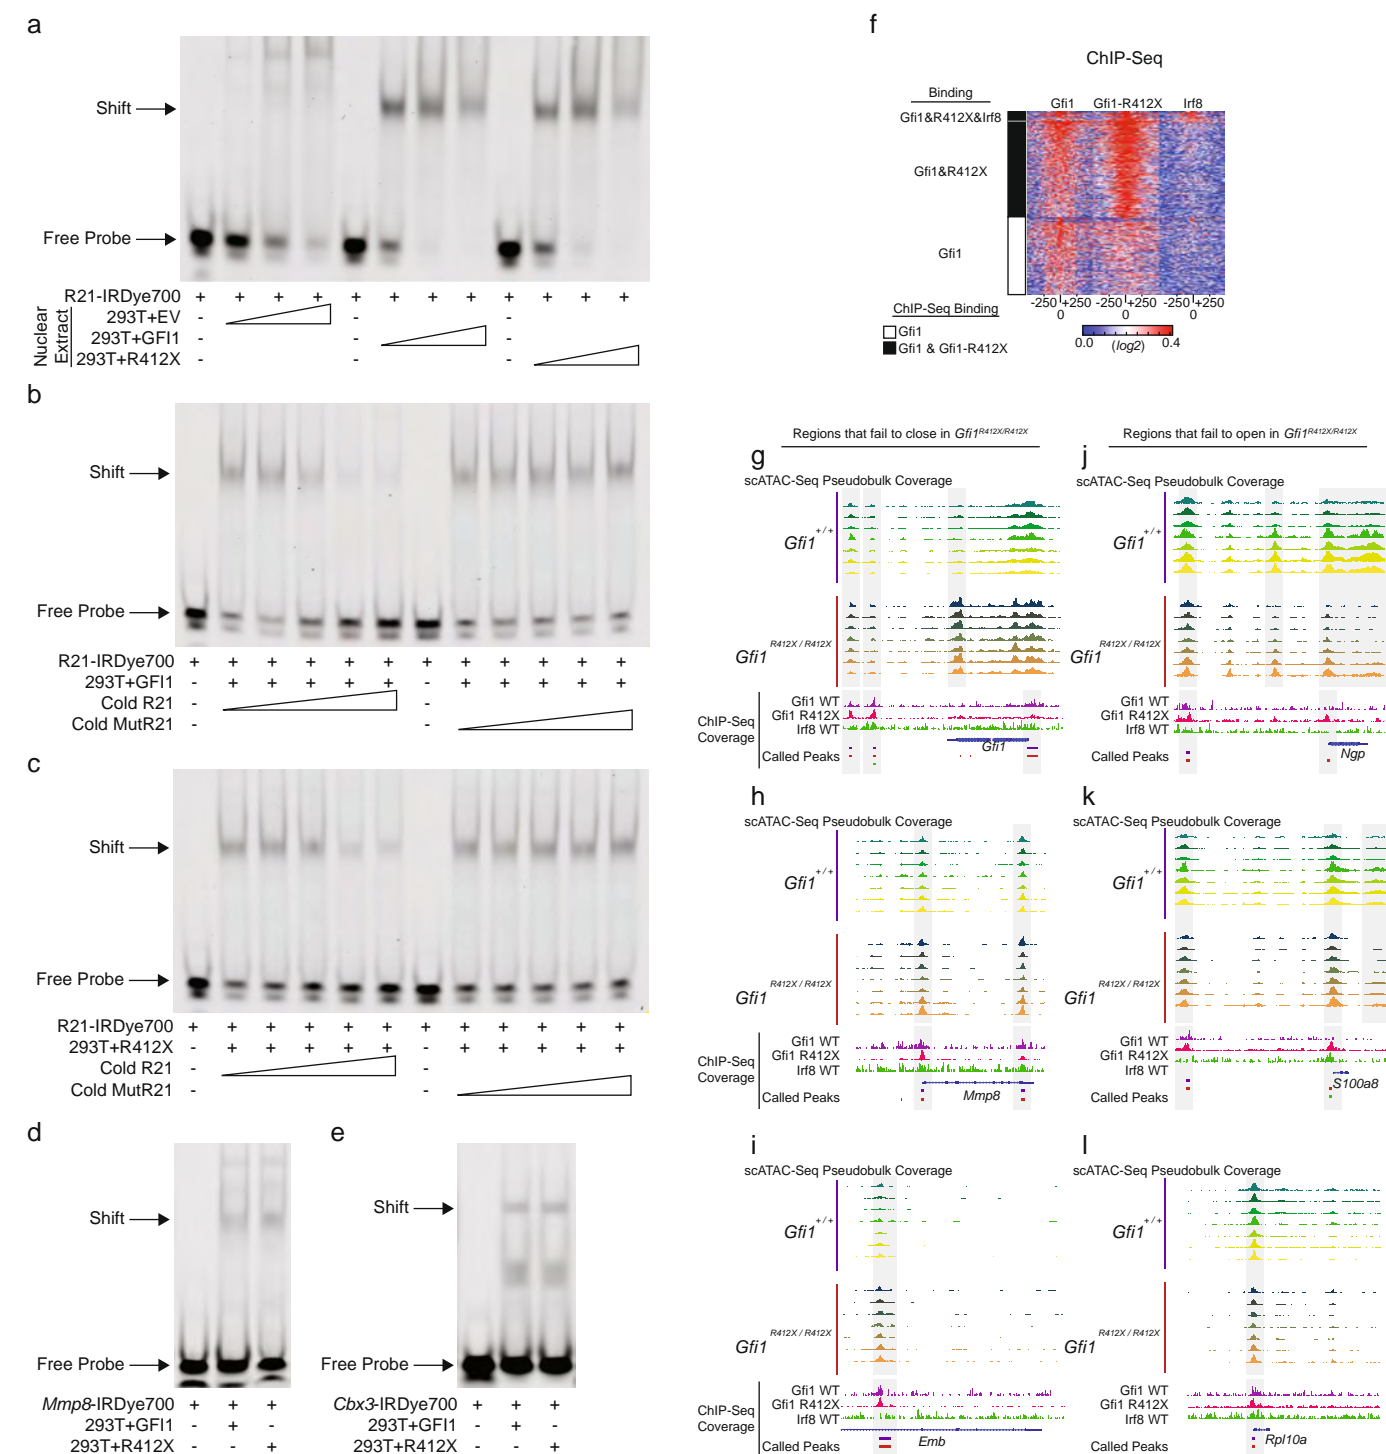 a
Shift
Free Probe
R21-IRDye700 + + + + + + + + + + + +
Nuclear Extract
293T+EV - - -
293T+GFI1 - - -
293T+R412X - - -
b
Shift
Free Probe
R21-IRDye700 + + + + + + + + + + + +
293T+GFI1 - + + + + + - + + + + +
Cold R21 - -
Cold MutR21 - -
c
Shift
Free Probe
R21-IRDye700 + + + + + + + + + + + +
293T+R412X - + + + + + - + + + + +
Cold R21 - -
Cold MutR21 - -
d
Shift
Free Probe
Mmp8-IRDye700 + + +
293T+GFI1 - + -
293T+R412X - - +
e
Shift
Free Probe
Cbx3-IRDye700 + + +
293T+GFI1 - + -
293T+R412X - - +
f
ChIP-Seq
Binding
Gfi1 Gfi1-R412X Irf8
Gfi1&R412X&Irf8
Gfi1&R412X
Gfi1
-250 +250 -250 +250 -250 +250
0 0 0
ChIP-Seq Binding
Gfi1
Gfi1 & Gfi1-R412X
0.0 (log2) 0.4
Regions that fail to close in Gfi1R412X/R412X
g
scATAC-Seq Pseudobulk Coverage
Gfi1+/+
Gfi1R412X/R412X
ChIP-Seq Coverage
Gfi1 WT
Gfi1 R412X
Irf8 WT
Gfi1
Called Peaks
h
scATAC-Seq Pseudobulk Coverage
Gfi1+/+
Gfi1R412X/R412X
ChIP-Seq Coverage
Gfi1 WT
Gfi1 R412X
Irf8 WT
Mmp8
Called Peaks
i
scATAC-Seq Pseudobulk Coverage
Gfi1+/+
Gfi1R412X/R412X
ChIP-Seq Coverage
Gfi1 WT
Gfi1 R412X
Irf8 WT
Emb
Called Peaks
Regions that fail to open in Gfi1R412X/R412X
j
scATAC-Seq Pseudobulk Coverage
Gfi1+/+
Gfi1R412X/R412X
Gfi1 WT
Gfi1 R412X
Irf8 WT
Ngp
Called Peaks
k
scATAC-Seq Pseudobulk Coverage
Gfi1+/+
Gfi1R412X/R412X
Gfi1 WT
Gfi1 R412X
Irf8 WT
S100a8
Called Peaks
l
scATAC-Seq Pseudobulk Coverage
Gfi1+/+
Gfi1R412X/R412X
Gfi1 WT
Gfi1 R412X
Irf8 WT
Rpl10a
Called Peaks